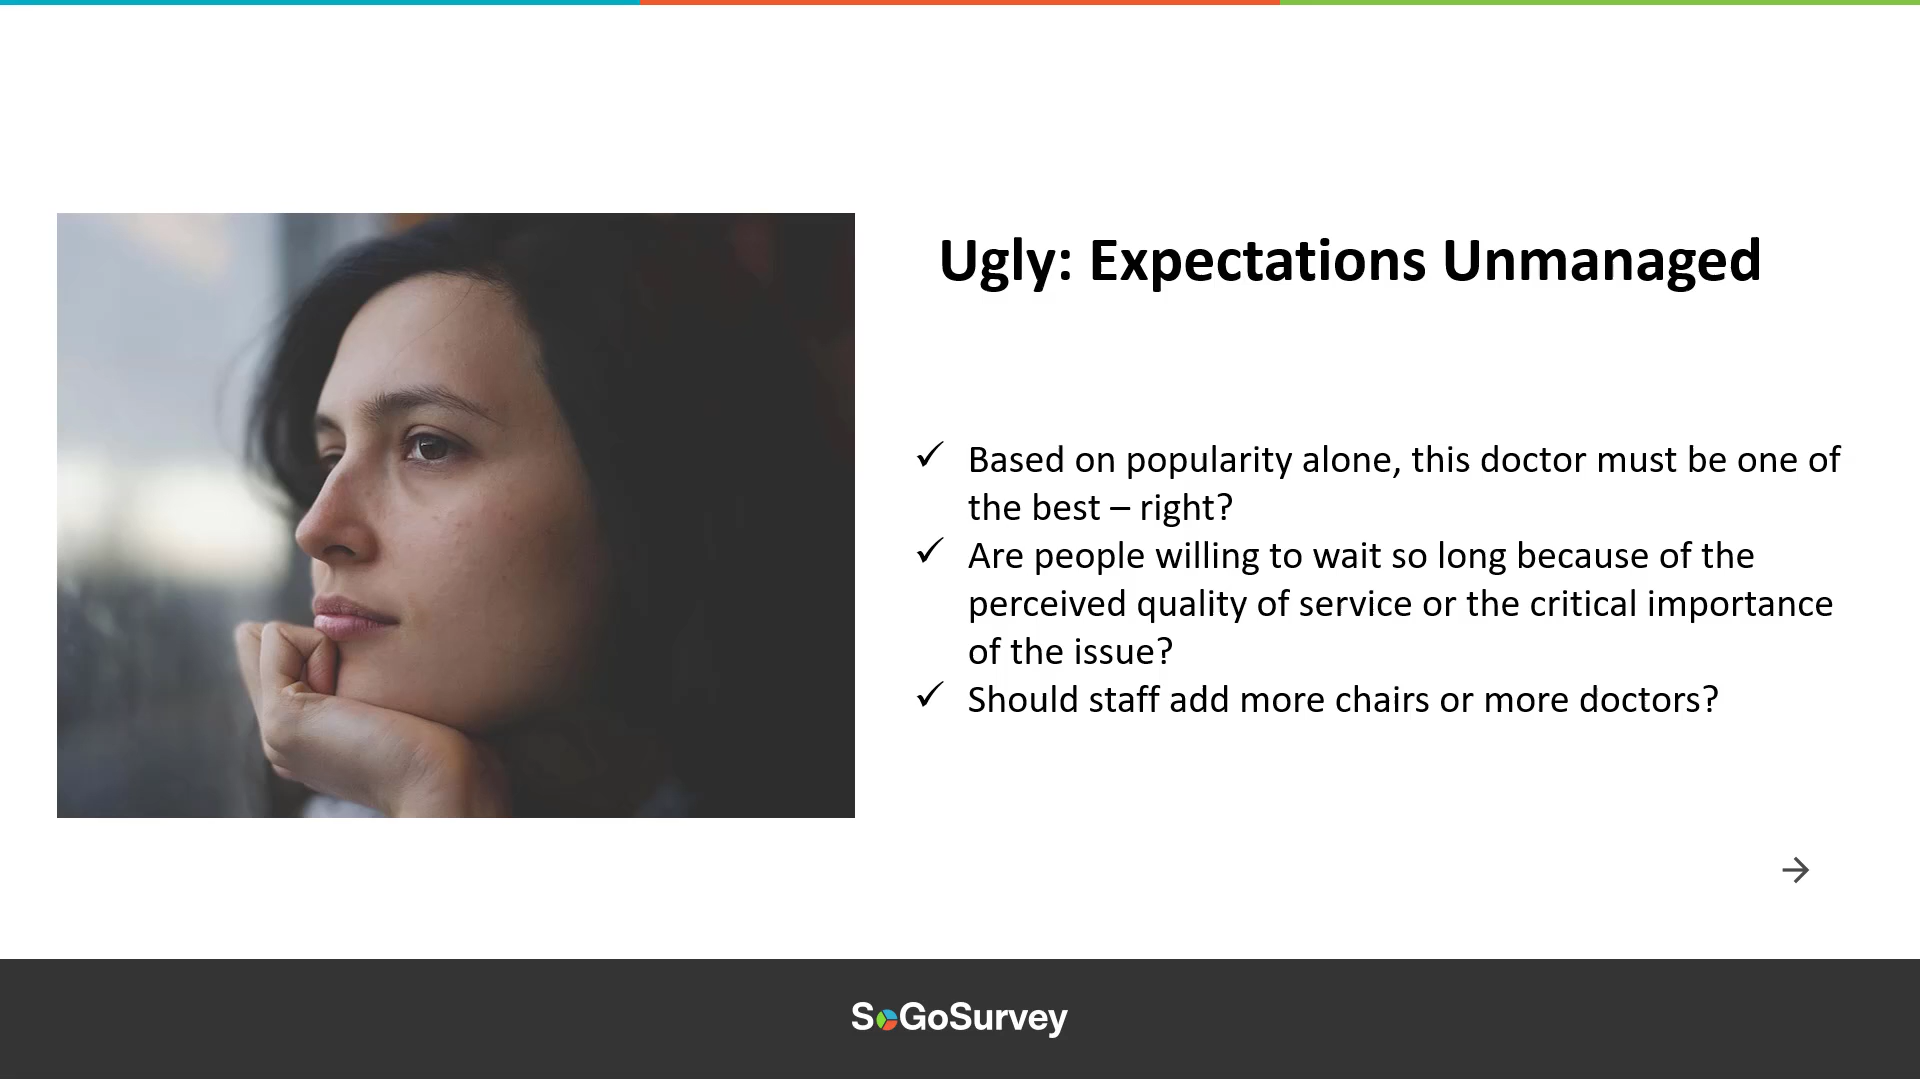 Ugly: Expectations Unmanaged
✓ Based on popularity alone, this doctor must be one of
the best – right?
✓ Are people willing to wait so long because of the
perceived quality of service or the critical importance
of the issue?
✓ Should staff add more chairs or more doctors?
SoGoSurvey